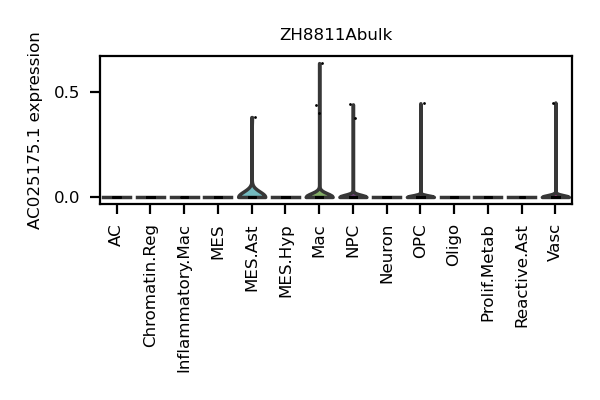 ZH8811Abulk
AC025175.1 expression
0.5
0.0
AC
Chromatin.Reg
Inflammatory.Mac
MES
MES.Ast
MES.Hyp
Mac
NPC
Neuron
OPC
Oligo
Prolif.Metab
Reactive.Ast
Vasc